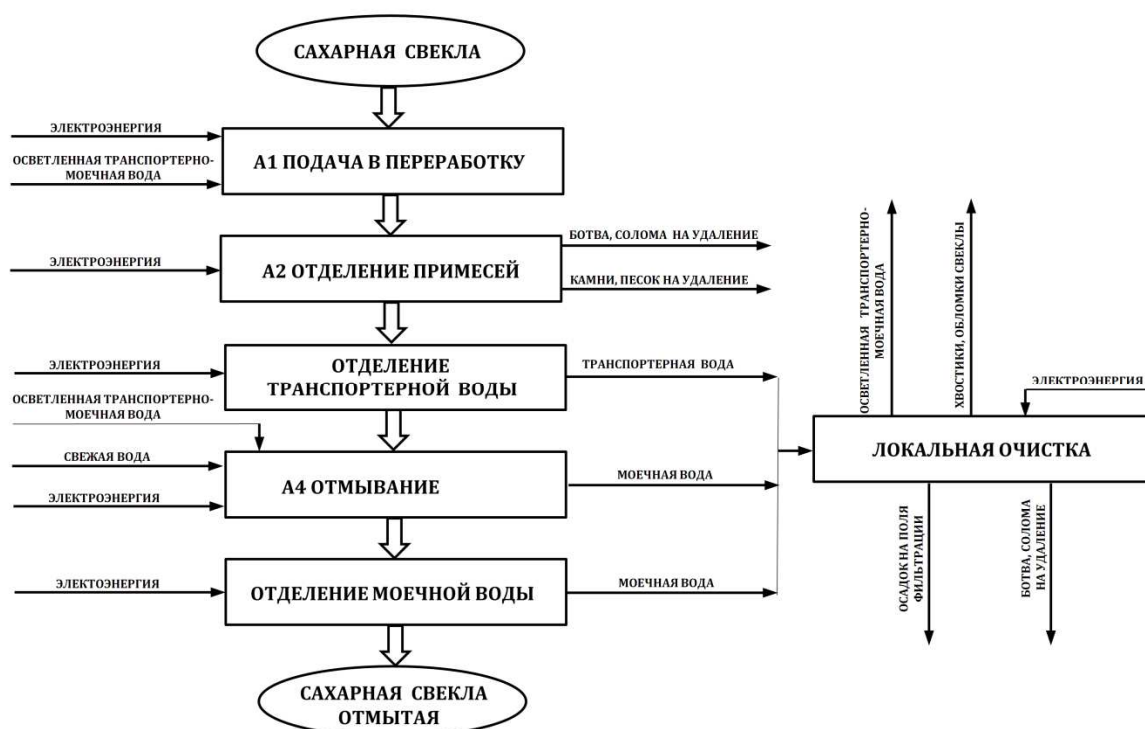 САХАРНАЯ СВЕКЛА
ЭЛЕКТРОЭНЕРГИЯ
ОСВЕТЛЕННАЯ ТРАНСПОРТЕРНО-
МОЕЧНАЯ ВОДА
А1 ПОДАЧА В ПЕРЕРАБОТКУ
ЭЛЕКТРОЭНЕРГИЯ
А2 ОТДЕЛЕНИЕ ПРИМЕСЕЙ
БОТВА, СОЛОМА НА УДАЛЕНИЕ
КАМНИ, ПЕСОК НА УДАЛЕНИЕ
ЭЛЕКТРОЭНЕРГИЯ
ОТДЕЛЕНИЕ
ТРАНСПОРТЕРНОЙ ВОДЫ
ТРАНСПОРТЕРНАЯ ВОДА
ОСВЕТЛЕННАЯ ТРАНСПОРТЕРНО-
МОЕЧНАЯ ВОДА
СВЕЖАЯ ВОДА
ЭЛЕКТРОЭНЕРГИЯ
А4 ОТМЫВАНИЕ
МОЕЧНАЯ ВОДА
ЭЛЕКТОЭНЕРГИЯ
ОТДЕЛЕНИЕ МОЕЧНОЙ ВОДЫ
МОЕЧНАЯ ВОДА
САХАРНАЯ СВЕКЛА
ОТМЫТАЯ
ОСВЕТЛЕННАЯ ТРАНСПОРТЕРНО-
МОЕЧНАЯ ВОДА
ХВОСТИКИ, ОБЛОМКИ СВЕКЛЫ
ЭЛЕКТРОЭНЕРГИЯ
ЛОКАЛЬНАЯ ОЧИСТКА
ОСАДОК НА ПОЛЯ
ФИЛЬТРАЦИИ
БОТВА, СОЛОМА
НА УДАЛЕНИЕ